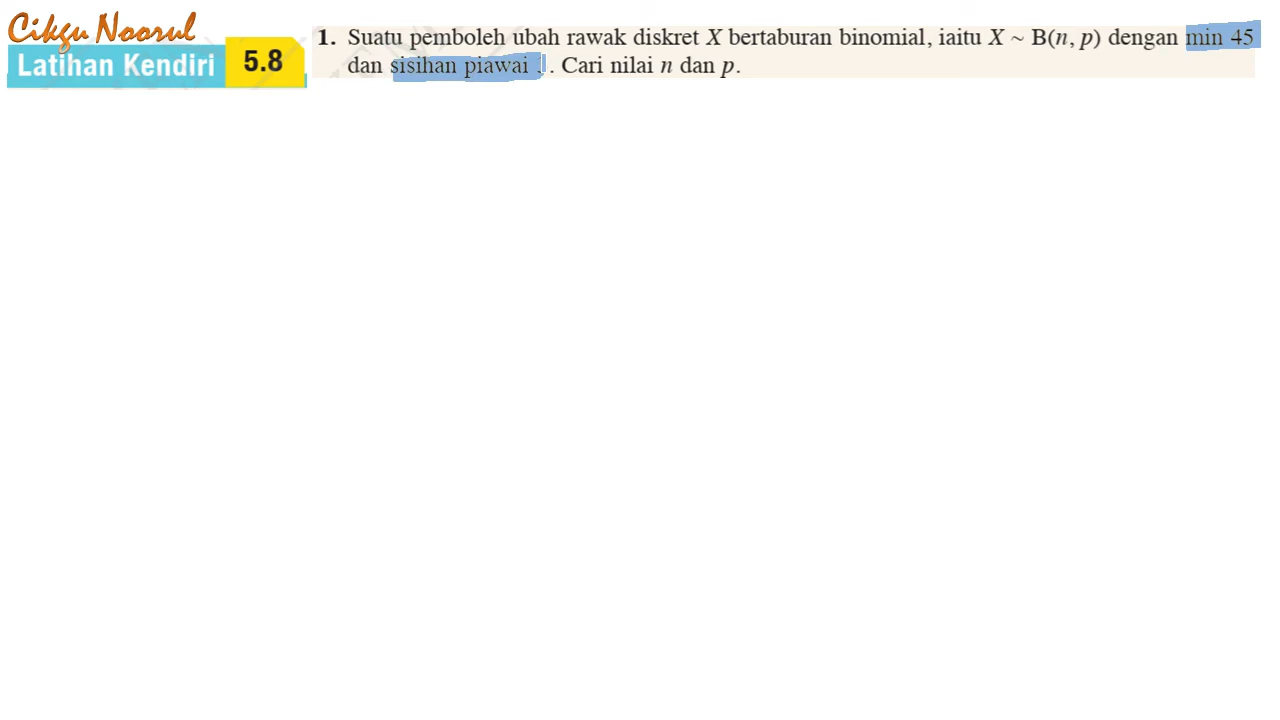 Cikgu Noorul
Latihan Kendiri 5.8
1. Suatu pemboleh ubah rawak diskret X bertaburan binomial, iaitu X ~ B(n, p) dengan min 45
dan sisihan piawai . Cari nilai n dan p.